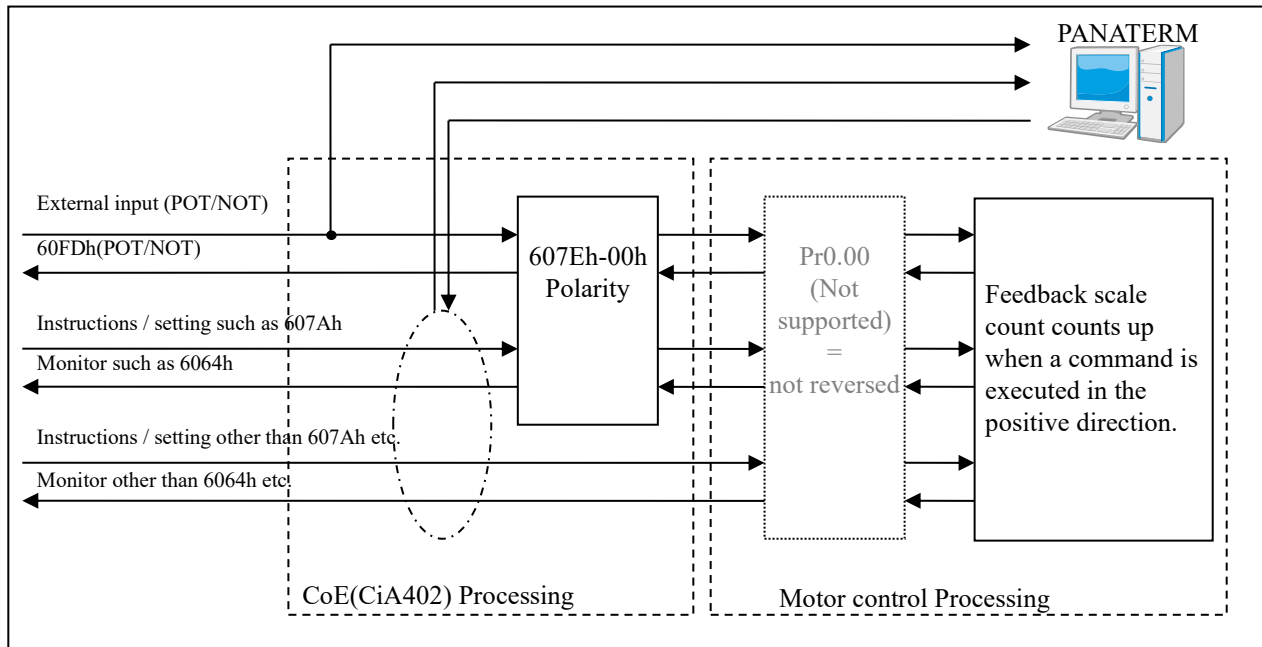 PANATERM
External input (POT/NOT)
60FDh(POT/NOT)
607Eh-00h
Polarity
Instructions / setting such as 607Ah
Monitor such as 6064h
Instructions / setting other than 607Ah etc.
Monitor other than 6064h etc.
Pr0.00
(Not
supported)
=
not reversed
Feedback scale
count counts up
when a command is
executed in the
positive direction.
CoE(CiA402) Processing
Motor control Processing